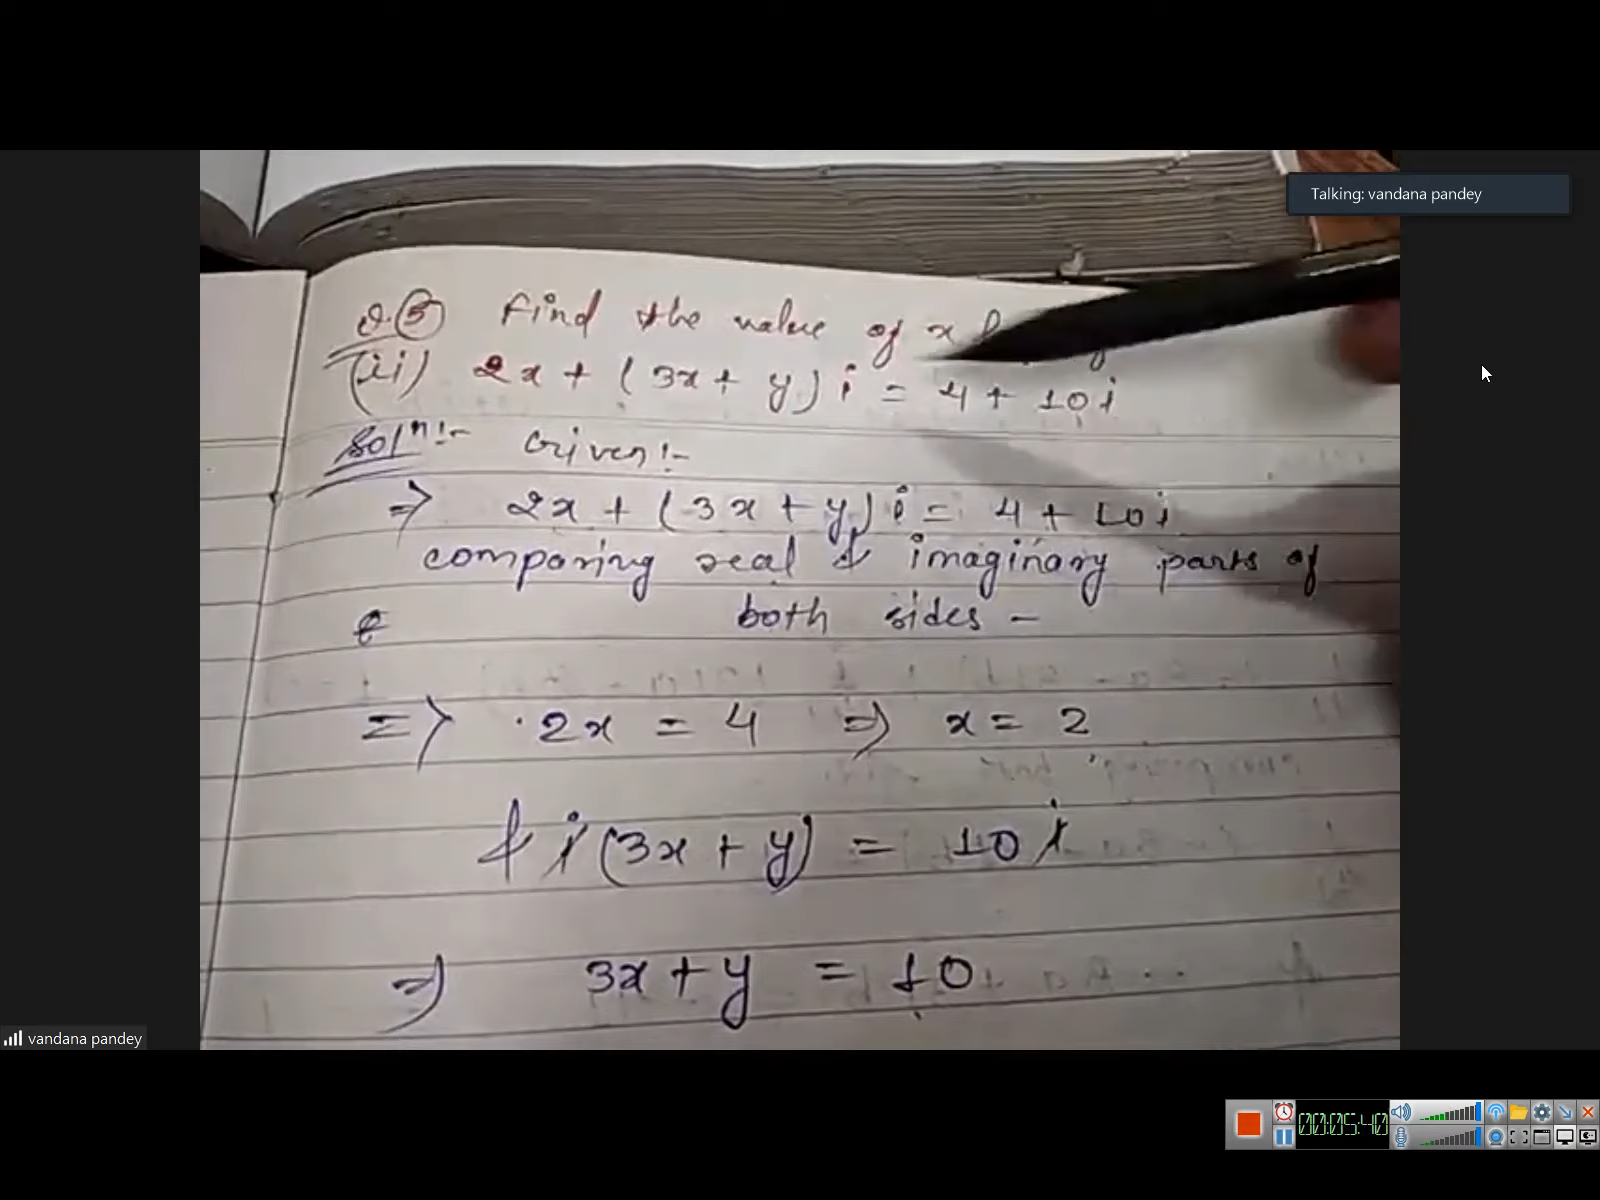 Talking: vandana pandey
Q.5 Find the value of x & y
(ii) 2x + (3x + y) i = 4 + 10i
Solⁿ:- Given:-
=> 2x + (3x + y) i = 4 + 10i
comparing real & imaginary parts of
both sides -
=> 2x = 4 => x = 2
& i(3x + y) = 10i
=> 3x + y = 10
vandana pandey
00:05:40